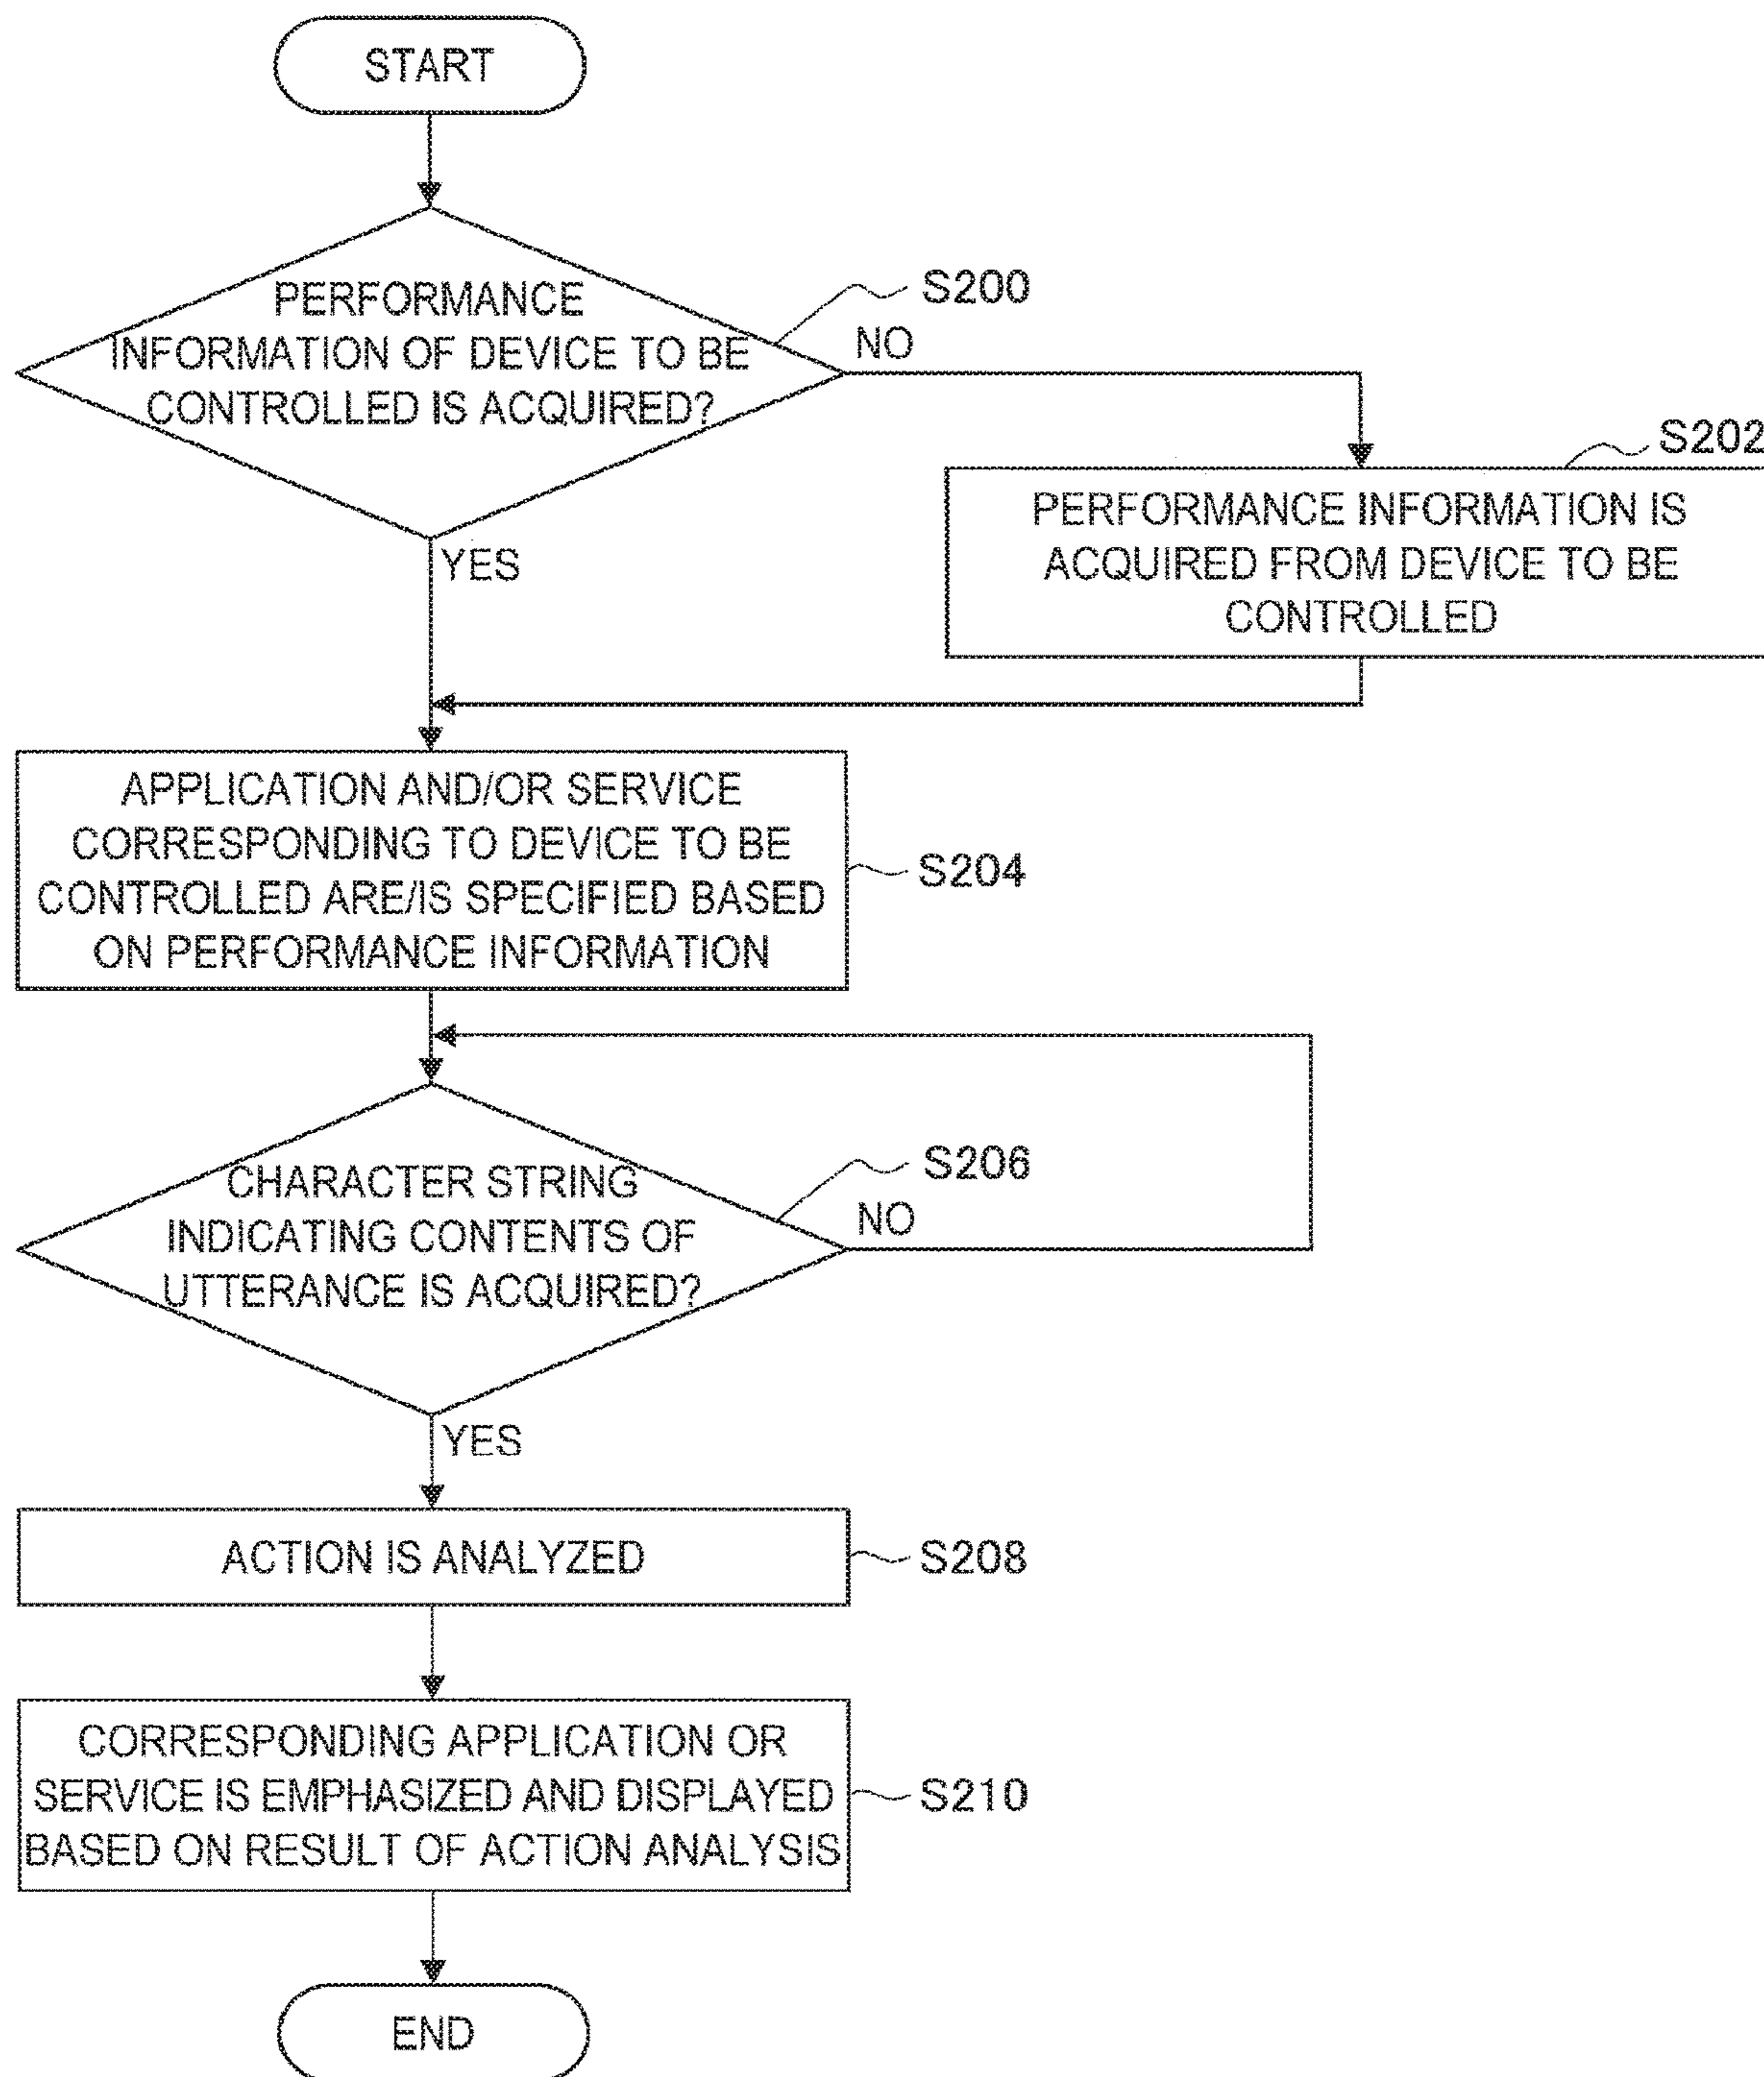 START
PERFORMANCE
INFORMATION OF DEVICE TO BE
CONTROLLED IS ACQUIRED?
S200
NO
YES
S202
PERFORMANCE INFORMATION IS
ACQUIRED FROM DEVICE TO BE
CONTROLLED
APPLICATION AND/OR SERVICE
CORRESPONDING TO DEVICE TO BE
CONTROLLED ARE/IS SPECIFIED BASED
ON PERFORMANCE INFORMATION
S204
CHARACTER STRING
INDICATING CONTENTS OF
UTTERANCE IS ACQUIRED?
S206
NO
YES
ACTION IS ANALYZED
S208
CORRESPONDING APPLICATION OR
SERVICE IS EMPHASIZED AND DISPLAYED
BASED ON RESULT OF ACTION ANALYSIS
S210
END